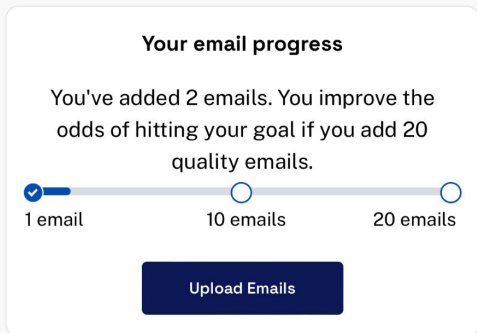 Your email progress
You've added 2 emails. You improve the
odds of hitting your goal if you add 20
quality emails.
1 email
10 emails
20 emails
Upload Emails